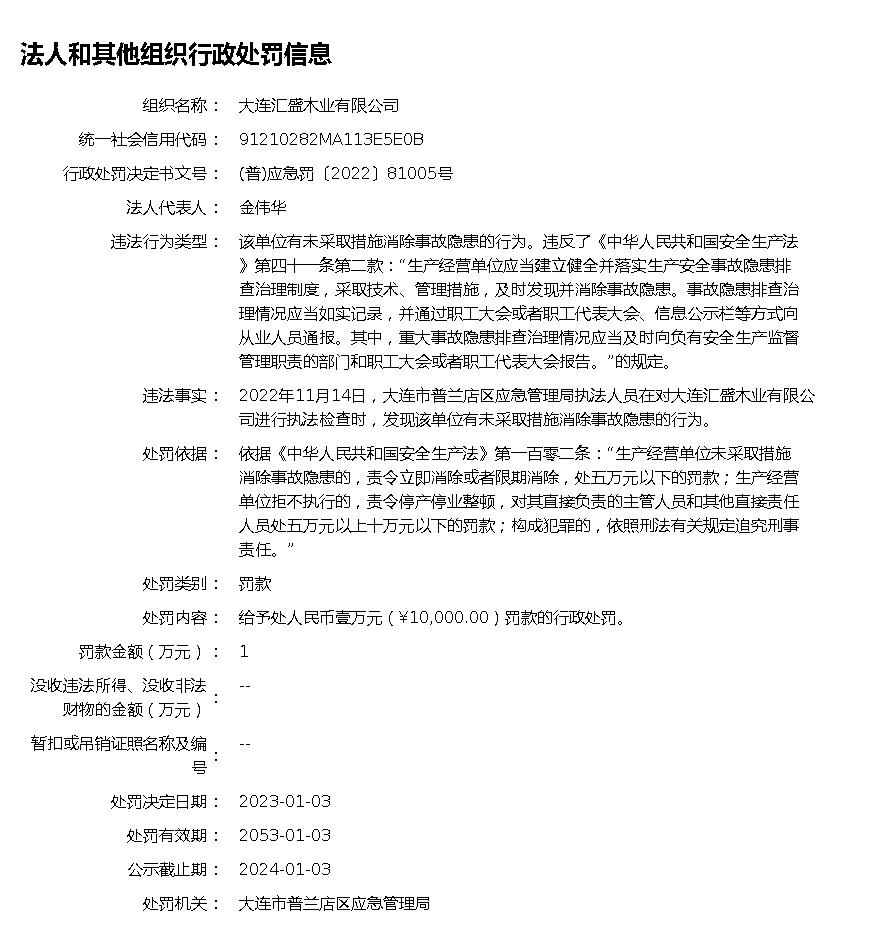 法人和其他组织行政处罚信息
组织名称： 大连汇盛木业有限公司
统一社会信用代码： 91210282MA113E5E0B
行政处罚决定书文号： (普)应急罚〔2022〕81005号
法人代表人： 金伟华
违法行为类型： 该单位有未采取措施消除事故隐患的行为。违反了《中华人民共和国安全生产法
》第四十一条第二款：“生产经营单位应当建立健全并落实生产安全事故隐患排
查治理制度，采取技术、管理措施，及时发现并消除事故隐患。事故隐患排查治
理情况应当如实记录，并通过职工大会或者职工代表大会、信息公示栏等方式向
从业人员通报。其中，重大事故隐患排查治理情况应当及时向负有安全生产监督
管理职责的部门和职工大会或者职工代表大会报告。”的规定。
违法事实： 2022年11月14日，大连市普兰店区应急管理局执法人员在对大连汇盛木业有限公
司进行执法检查时，发现该单位有未采取措施消除事故隐患的行为。
处罚依据： 依据《中华人民共和国安全生产法》第一百零二条：“生产经营单位未采取措施
消除事故隐患的，责令立即消除或者限期消除，处五万元以下的罚款；生产经营
单位拒不执行的，责令停产停业整顿，对其直接负责的主管人员和其他直接责任
人员处五万元以上十万元以下的罚款；构成犯罪的，依照刑法有关规定追究刑事
责任。”
处罚类别： 罚款
处罚内容： 给予处人民币壹万元（¥10,000.00）罚款的行政处罚。
罚款金额（万元）： 1
没收违法所得、没收非法
财物的金额（万元）： --
暂扣或吊销证照名称及编
号： --
处罚决定日期： 2023-01-03
处罚有效期： 2053-01-03
公示截止期： 2024-01-03
处罚机关： 大连市普兰店区应急管理局